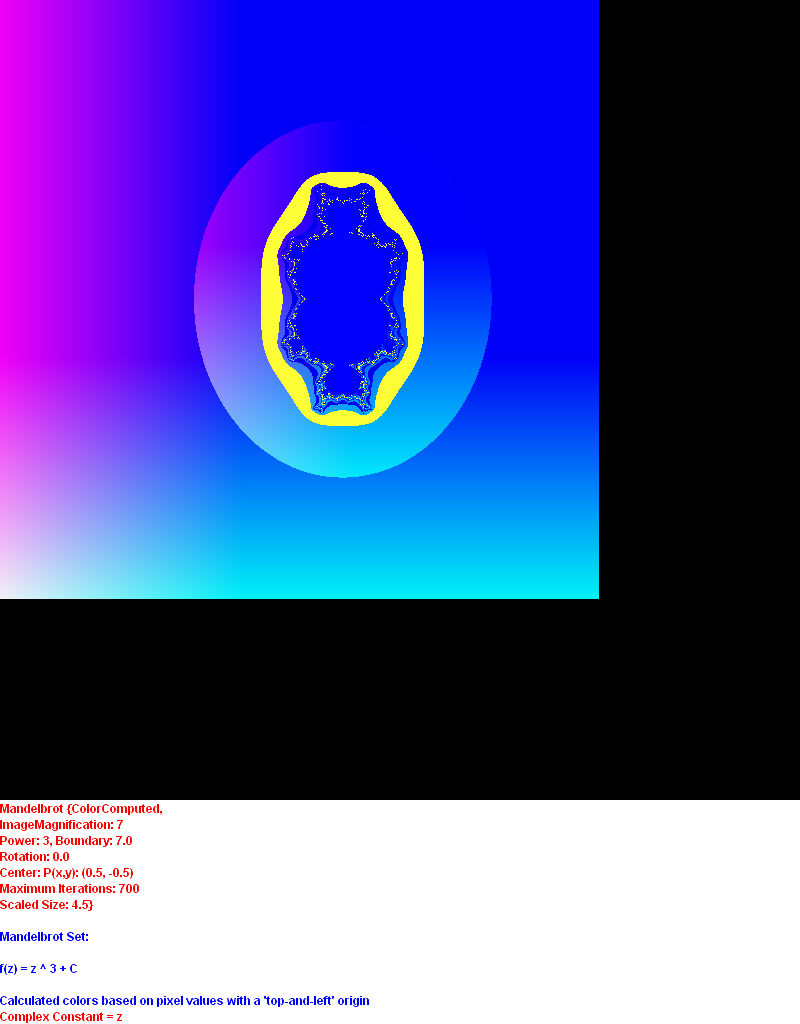 Mandelbrot {ColorComputed,
ImageMagnification: 7
Power: 3, Boundary: 7.0
Rotation: 0.0
Center: P(x,y): (0.5, -0.5)
Maximum Iterations: 700
Scaled Size: 4.5}
Mandelbrot Set:
f(z) = z ^ 3 + C
Calculated colors based on pixel values with a 'top-and-left' origin
Complex Constant = z